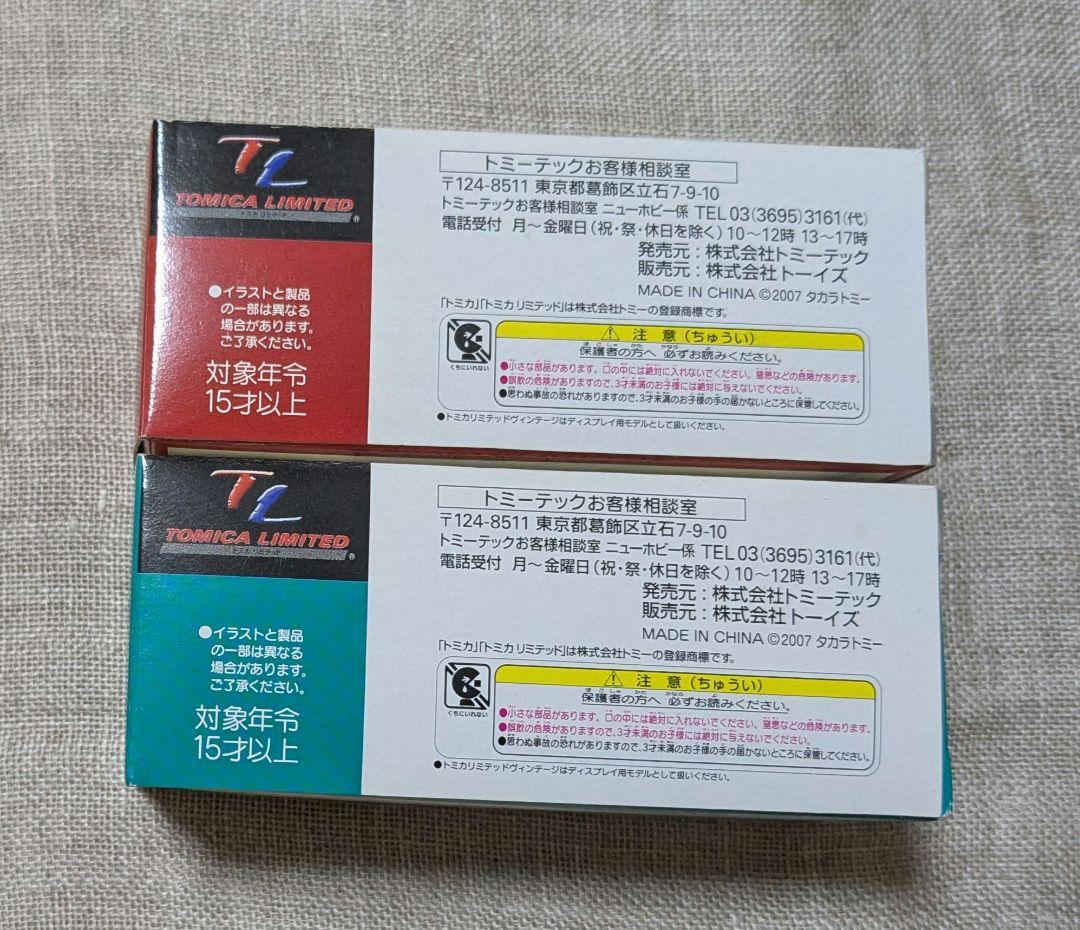 TL
TOMICA LIMITED
トミカリミテッド
®
●イラストと製品
の一部は異なる
場合があります。
ご了承ください。
対象年令
15才以上
トミーテックお客様相談室
〒124-8511 東京都葛飾区立石7-9-10
トミーテックお客様相談室 ニューホビー係 TEL 03(3695)3161(代)
電話受付 月〜金曜日(祝・祭・休日を除く)10〜12時 13〜17時
発売元:株式会社トミーテック
販売元:株式会社トーイズ
MADE IN CHINA ©2007 タカラトミー
「トミカ」「トミカリミテッド」は株式会社トミーの登録商標です。
くちにいれない
⚠ 注 意(ちゅうい)
保護者の方へ 必ずお読みください。
●小さな部品があります。口の中には絶対に入れないでください。窒息などの危険があります。
●誤飲の危険がありますので、3才未満のお子様には絶対に与えないでください。
●思わぬ事故の恐れがありますので、3才未満のお子様の手の届かないところに保管してください。
●トミカリミテッドヴィンテージはディスプレイ用モデルとして扱いください。
TL
TOMICA LIMITED
トミカリミテッド
®
●イラストと製品
の一部は異なる
場合があります。
ご了承ください。
対象年令
15才以上
トミーテックお客様相談室
〒124-8511 東京都葛飾区立石7-9-10
トミーテックお客様相談室 ニューホビー係 TEL 03(3695)3161(代)
電話受付 月〜金曜日(祝・祭・休日を除く)10〜12時 13〜17時
発売元:株式会社トミーテック
販売元:株式会社トーイズ
MADE IN CHINA ©2007 タカラトミー
「トミカ」「トミカリミテッド」は株式会社トミーの登録商標です。
くちにいれない
⚠ 注 意(ちゅうい)
保護者の方へ 必ずお読みください。
●小さな部品があります。口の中には絶対に入れないでください。窒息などの危険があります。
●誤飲の危険がありますので、3才未満のお子様には絶対に与えないでください。
●思わぬ事故の恐れがありますので、3才未満のお子様の手の届かないところに保管してください。
●トミカリミテッドヴィンテージはディスプレイ用モデルとして扱いください。